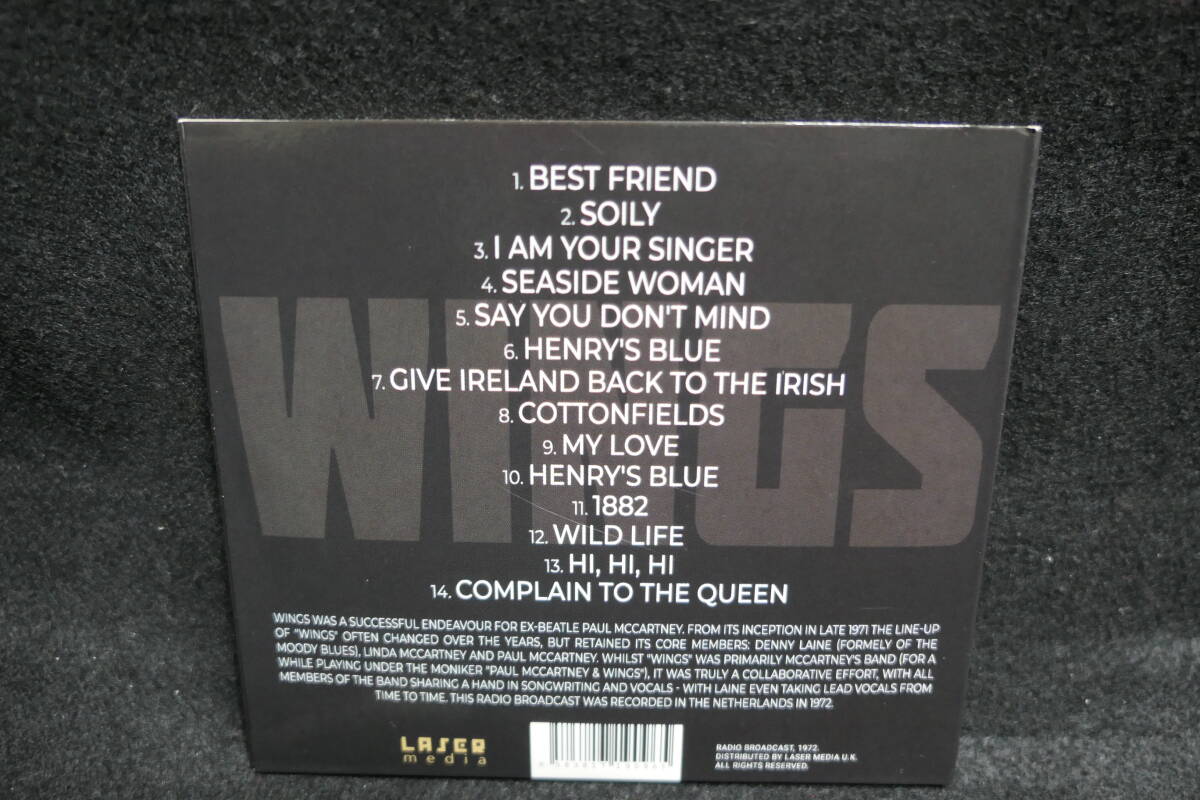 1. BEST FRIEND
2. SOILY
3. I AM YOUR SINGER
4. SEASIDE WOMAN
5. SAY YOU DON'T MIND
6. HENRY'S BLUE
7. GIVE IRELAND BACK TO THE IRISH
8. COTTONFIELDS
9. MY LOVE
10. HENRY'S BLUE
11. 1882
12. WILD LIFE
13. HI, HI, HI
14. COMPLAIN TO THE QUEEN
WINGS
WINGS WAS A SUCCESSFUL ENDEAVOUR FOR EX-BEATLE PAUL MCCARTNEY. FROM ITS INCEPTION IN LATE 1971 THE LINE-UP
OF "WINGS" OFTEN CHANGED OVER THE YEARS, BUT RETAINED ITS CORE MEMBERS: DENNY LAINE (FORMELY OF THE
MOODY BLUES), LINDA MCCARTNEY AND PAUL MCCARTNEY. WHILST "WINGS" WAS PRIMARILY MCCARTNEY'S BAND (FOR A
WHILE PLAYING UNDER THE MONIKER "PAUL MCCARTNEY & WINGS"), IT WAS TRULY A COLLABORATIVE EFFORT, WITH ALL
MEMBERS OF THE BAND SHARING A HAND IN SONGWRITING AND VOCALS - WITH LAINE EVEN TAKING LEAD VOCALS FROM
TIME TO TIME. THIS RADIO BROADCAST WAS RECORDED IN THE NETHERLANDS IN 1972.
LASER
media
RADIO BROADCAST, 1972.
DISTRIBUTED BY LASER MEDIA U.K.
ALL RIGHTS RESERVED.